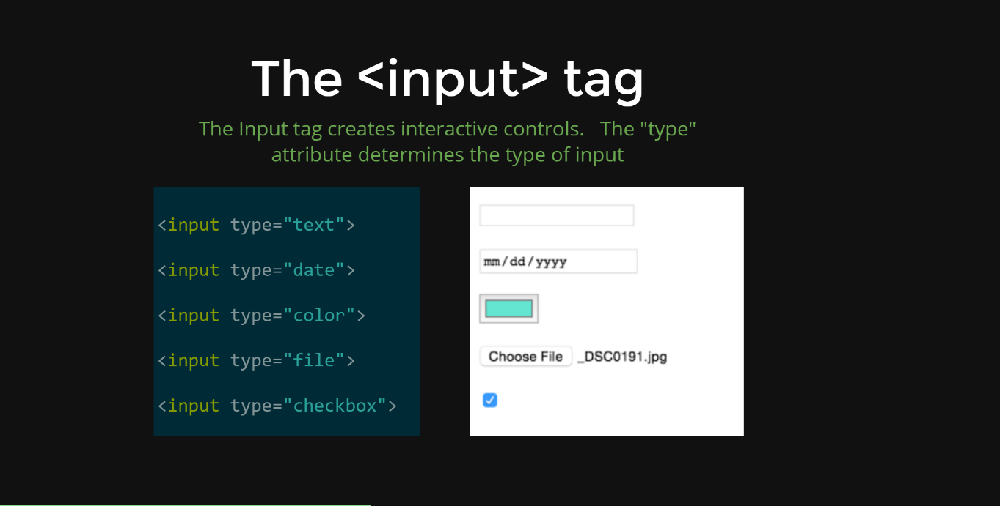 The <input> tag
The Input tag creates interactive controls.   The "type"
attribute determines the type of input
<input type="text">
<input type="date">
<input type="color">
<input type="file">
<input type="checkbox">
mm/dd/yyyy
Choose File _DSC0191.jpg